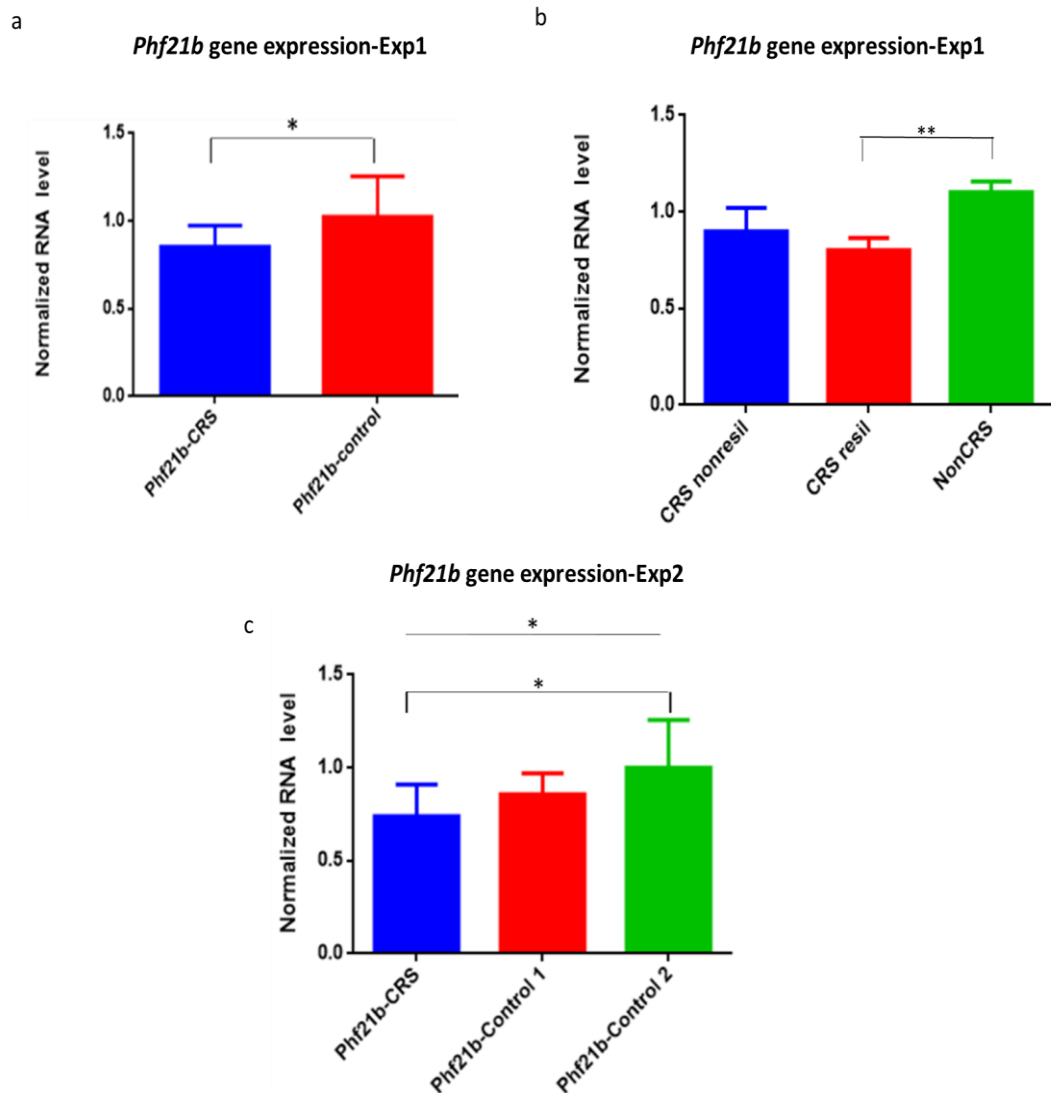 a
Phf21b gene expression-Exp1
*
Normalized RNA level
1.5
1.0
0.5
0.0
Phf21b-CRS
Phf21b-control
b
Phf21b gene expression-Exp1
**
Normalized RNA level
1.5
1.0
0.5
0.0
CRS nonresil
CRS resil
NonCRS
Phf21b gene expression-Exp2
c
*
*
Normalized RNA level
1.5
1.0
0.5
0.0
Phf21b-CRS
Phf21b-Control 1
Phf21b-Control 2